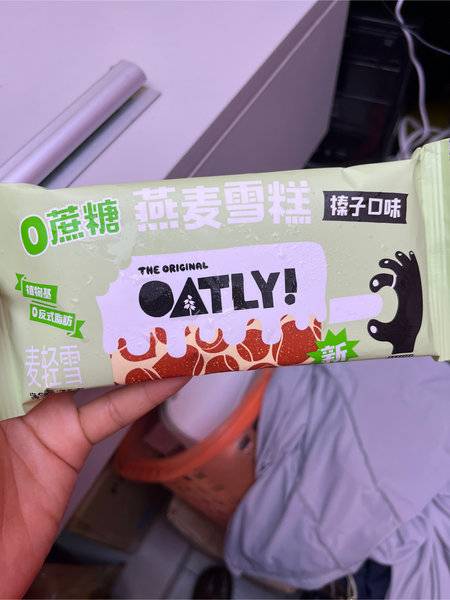 0蔗糖
燕麦雪糕
榛子口味
THE ORIGINAL
OATLY!
植物基
0反式脂肪
麦轻雪
新